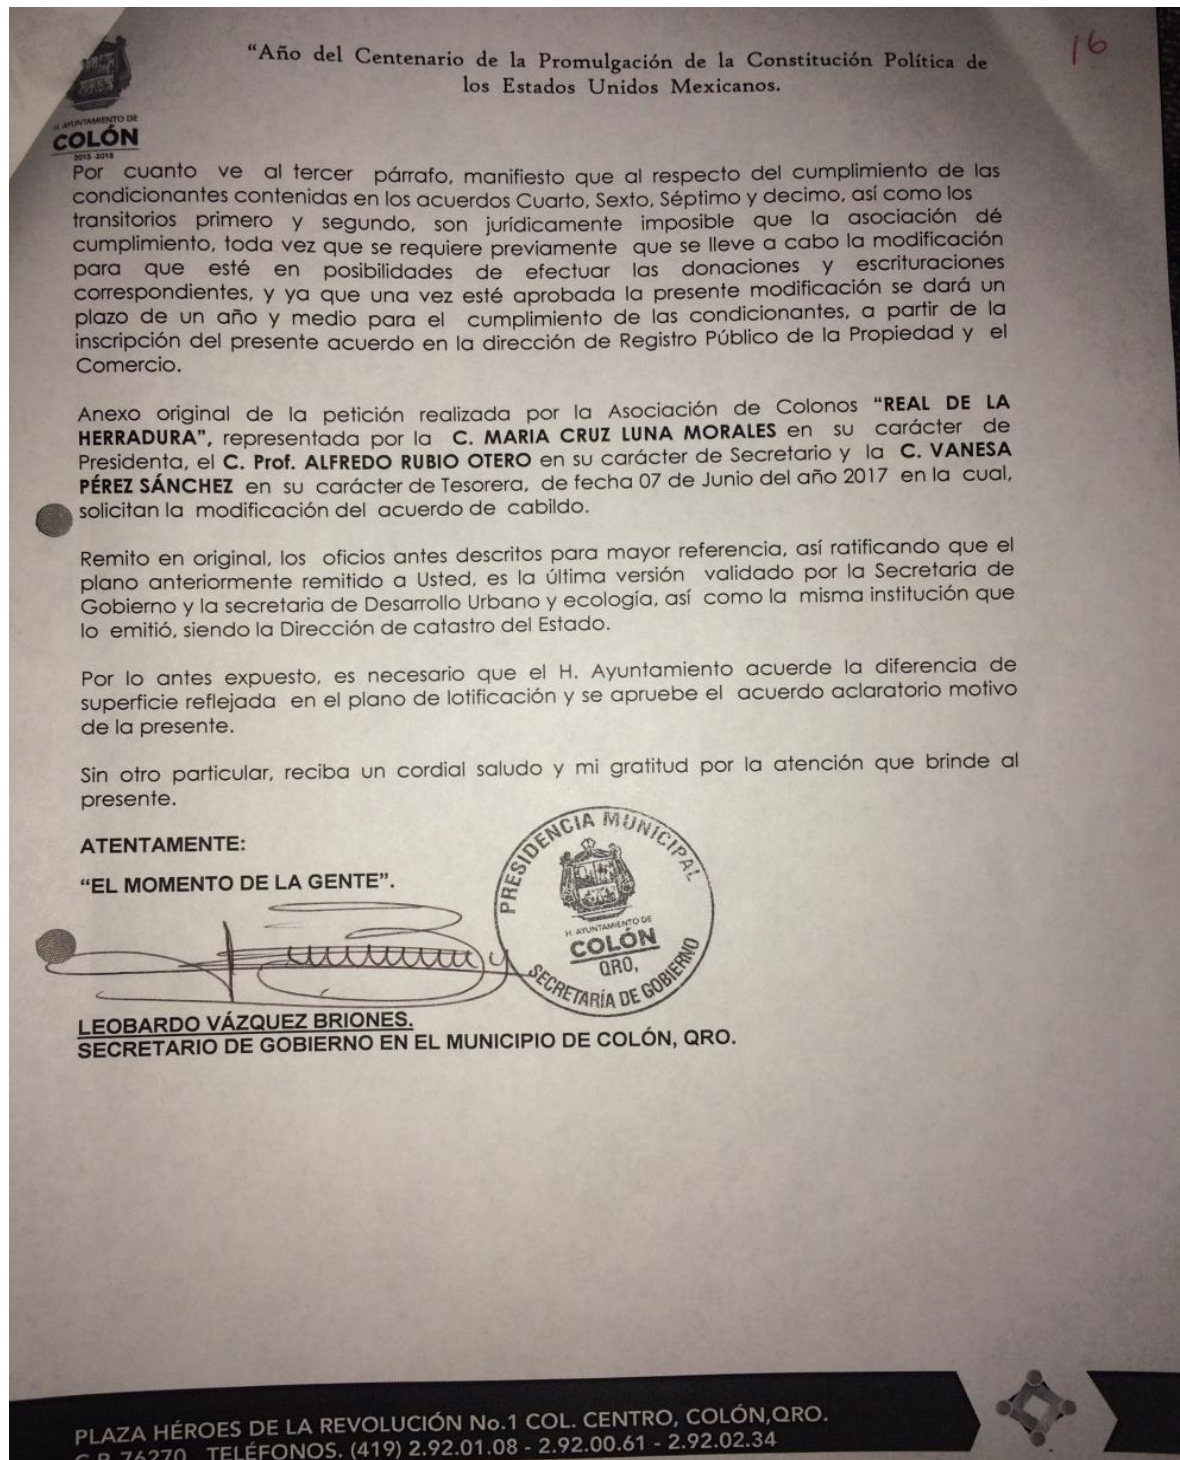 "Año del Centenario de la Promulgación de la Constitución Política de
los Estados Unidos Mexicanos.
16
H. AYUNTAMIENTO DE
COLÓN
2015-2018
Por cuanto ve al tercer párrafo, manifiesto que al respecto del cumplimiento de las
condicionantes contenidas en los acuerdos Cuarto, Sexto, Séptimo y decimo, así como los
transitorios primero y segundo, son jurídicamente imposible que la asociación dé
cumplimiento, toda vez que se requiere previamente que se lleve a cabo la modificación
para que esté en posibilidades de efectuar las donaciones y escrituraciones
correspondientes, y ya que una vez esté aprobada la presente modificación se dará un
plazo de un año y medio para el cumplimiento de las condicionantes, a partir de la
inscripción del presente acuerdo en la dirección de Registro Público de la Propiedad y el
Comercio.
Anexo original de la petición realizada por la Asociación de Colonos "REAL DE LA
HERRADURA", representada por la C. MARIA CRUZ LUNA MORALES en su carácter de
Presidenta, el C. Prof. ALFREDO RUBIO OTERO en su carácter de Secretario y la C. VANESA
PÉREZ SÁNCHEZ en su carácter de Tesorera, de fecha 07 de Junio del año 2017 en la cual,
solicitan la modificación del acuerdo de cabildo.
Remito en original, los oficios antes descritos para mayor referencia, así ratificando que el
plano anteriormente remitido a Usted, es la última versión validado por la Secretaria de
Gobierno y la secretaria de Desarrollo Urbano y ecología, así como la misma institución que
lo emitió, siendo la Dirección de catastro del Estado.
Por lo antes expuesto, es necesario que el H. Ayuntamiento acuerde la diferencia de
superficie reflejada en el plano de lotificación y se apruebe el acuerdo aclaratorio motivo
de la presente.
Sin otro particular, reciba un cordial saludo y mi gratitud por la atención que brinde al
presente.
ATENTAMENTE:
"EL MOMENTO DE LA GENTE".
PRESIDENCIA MUNICIPAL
H. AYUNTAMIENTO DE
COLÓN
QRO,
SECRETARÍA DE GOBIERNO
LEOBARDO VÁZQUEZ BRIONES.
SECRETARIO DE GOBIERNO EN EL MUNICIPIO DE COLÓN, QRO.
PLAZA HÉROES DE LA REVOLUCIÓN No.1 COL. CENTRO, COLÓN,QRO.
C.P. 76270 TELÉFONOS. (419) 2.92.01.08 - 2.92.00.61 - 2.92.02.34